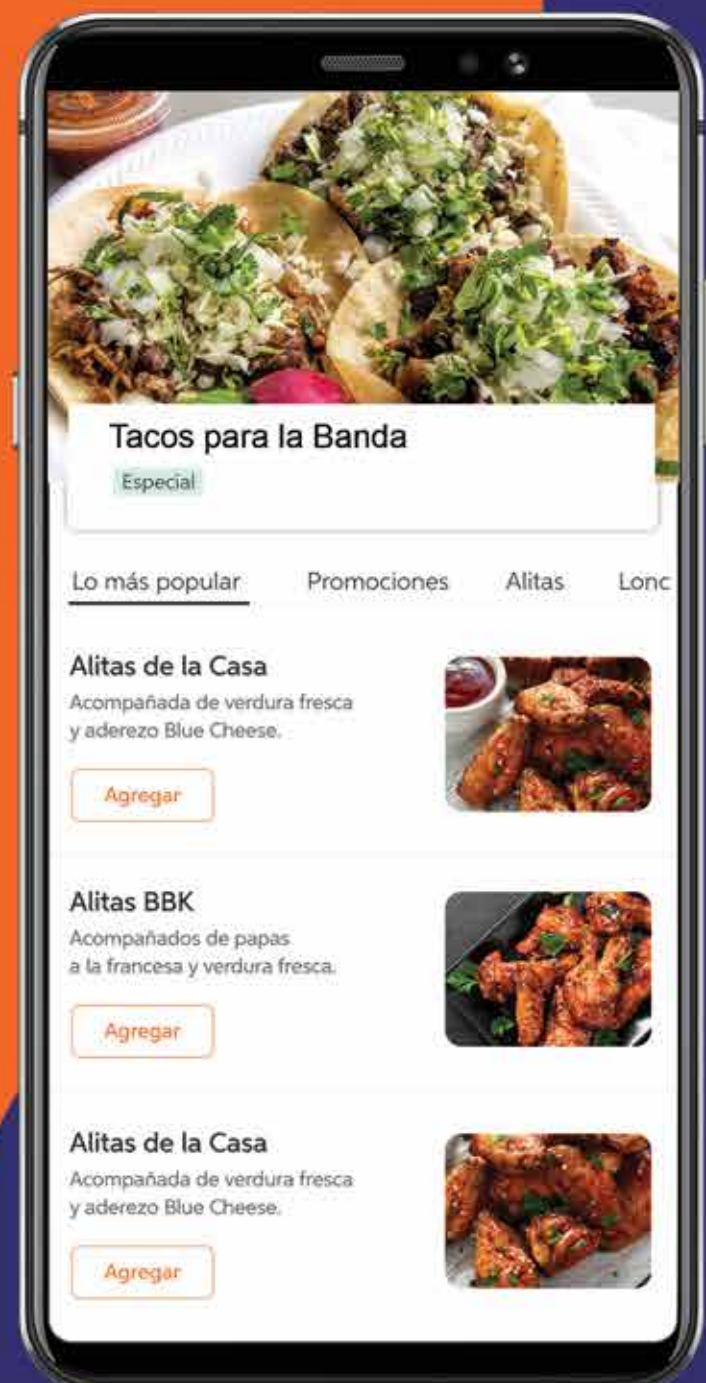 Tacos para la Banda
Especial
Lo más popular Promociones Alitas Lonc
Alitas de la Casa
Acompañada de verdura fresca
y aderezo Blue Cheese.
Agregar
Alitas BBK
Acompañados de papas
a la francesa y verdura fresca.
Agregar
Alitas de la Casa
Acompañada de verdura fresca
y aderezo Blue Cheese.
Agregar